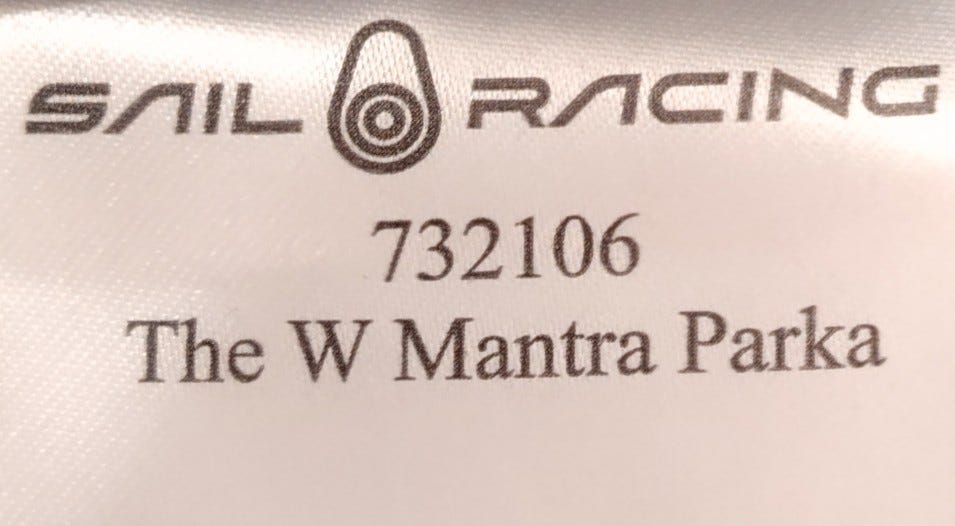 SAIL RACING
732106
The W Mantra Parka